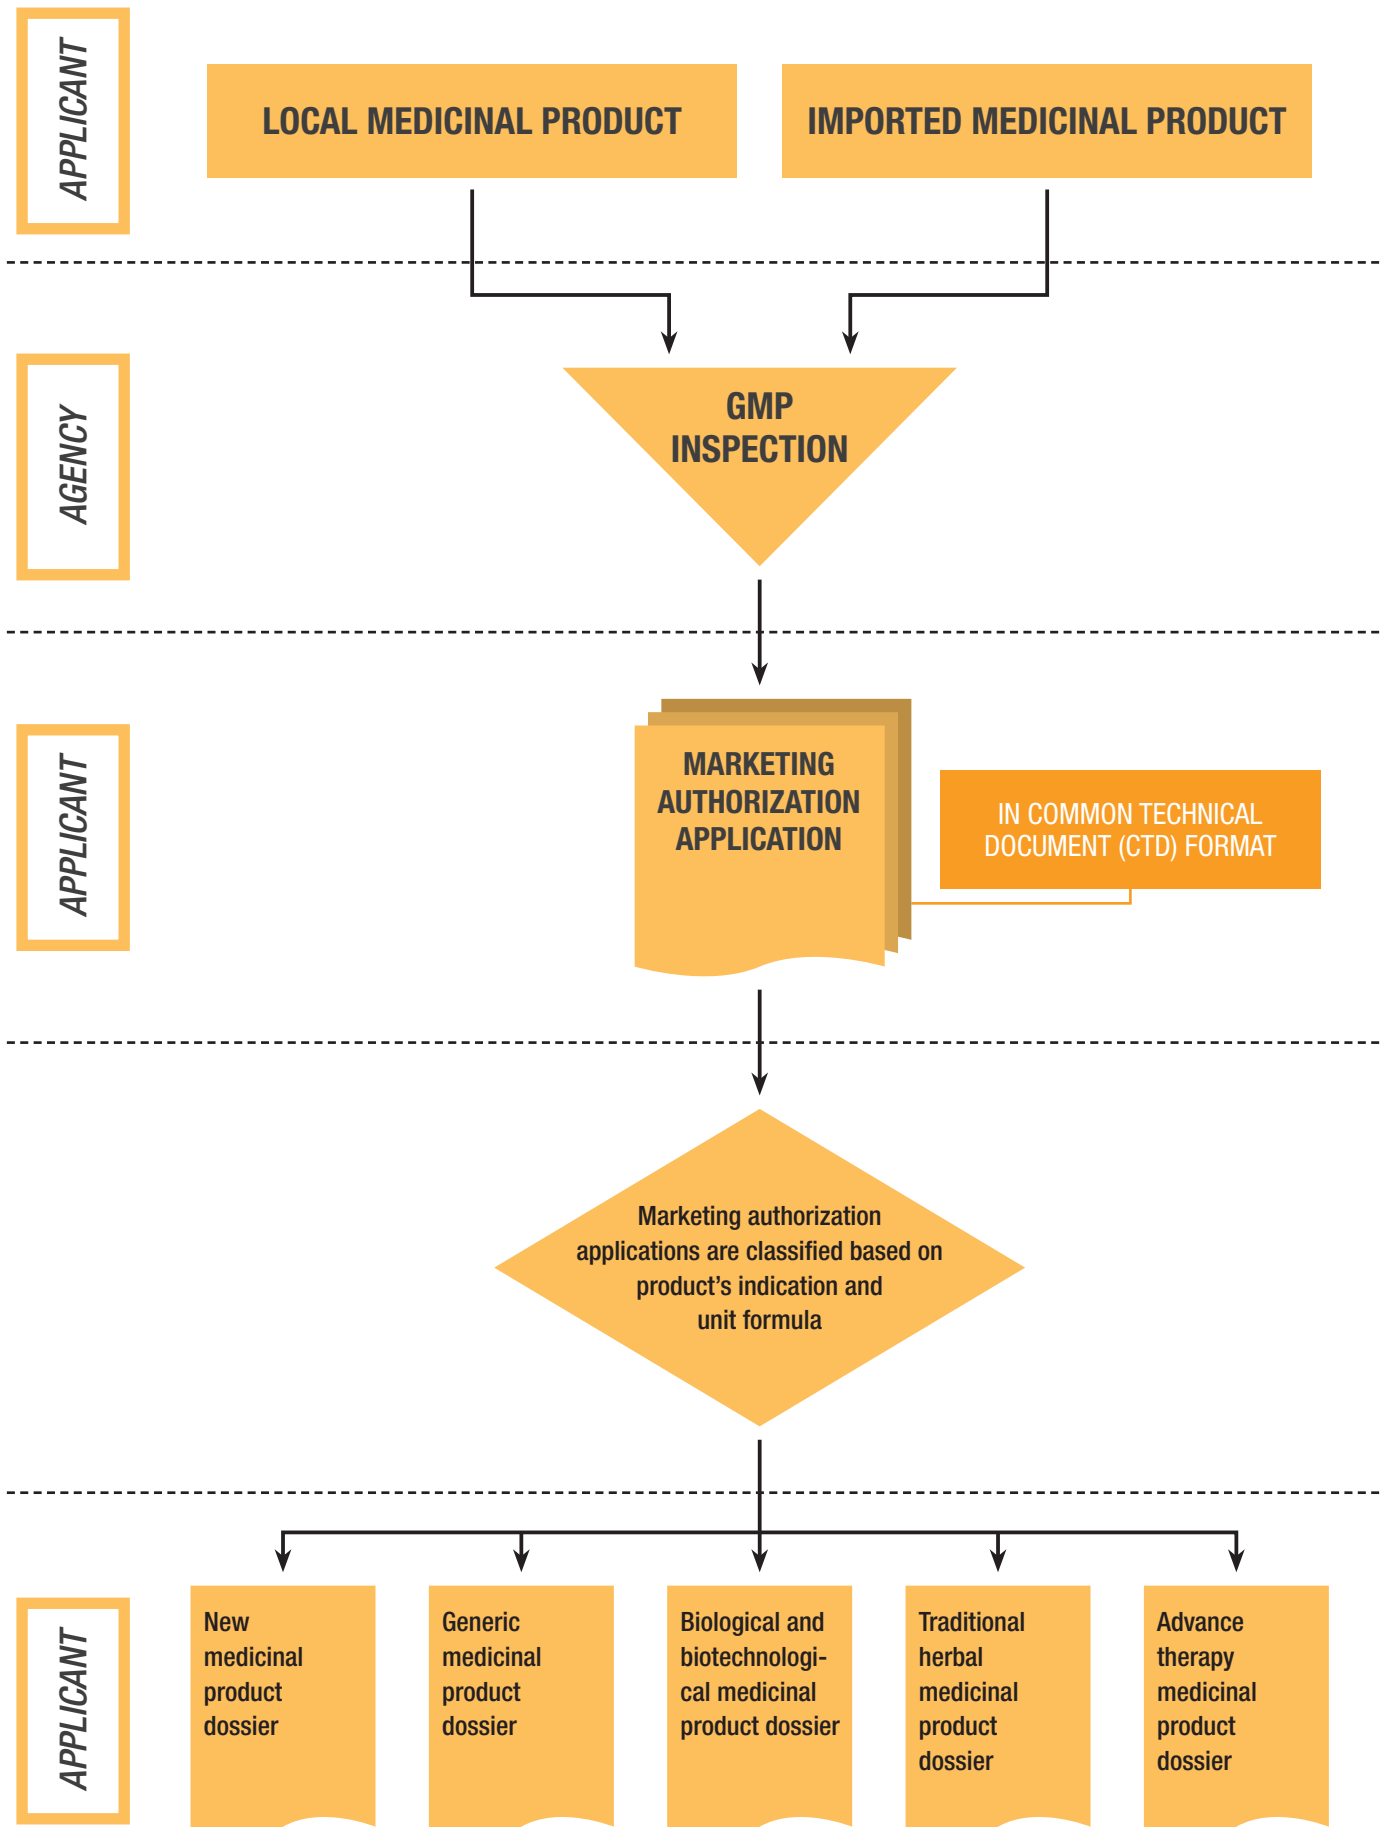 APPLICANT
LOCAL MEDICINAL PRODUCT
IMPORTED MEDICINAL PRODUCT
AGENCY
GMP
INSPECTION
APPLICANT
MARKETING
AUTHORIZATION
APPLICATION
IN COMMON TECHNICAL
DOCUMENT (CTD) FORMAT
Marketing authorization
applications are classified based on
product’s indication and
unit formula
APPLICANT
New
medicinal
product
dossier
Generic
medicinal
product
dossier
Biological and
biotechnologi-
cal medicinal
product dossier
Traditional
herbal
medicinal
product
dossier
Advance
therapy
medicinal
product
dossier